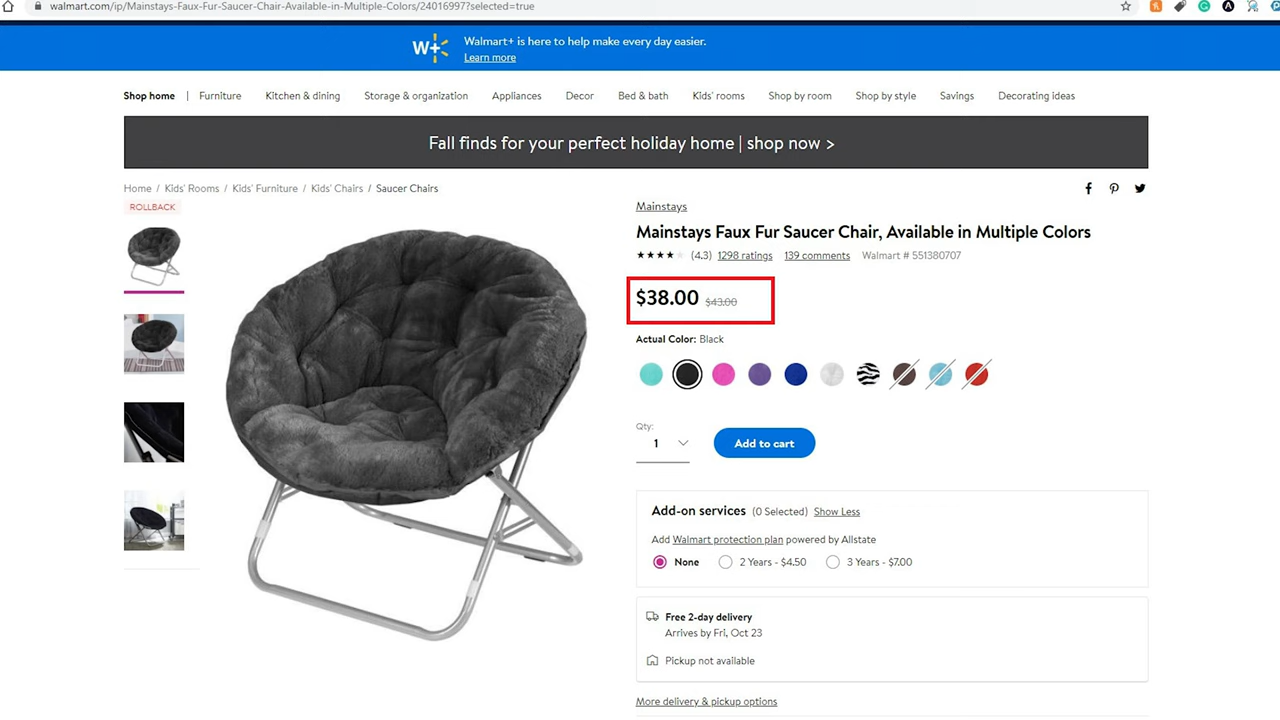 walmart.com/ip/Mainstays-Faux-Fur-Saucer-Chair-Available-in-Multiple-Colors/24016997?selected=true
W+
Walmart+ is here to help make every day easier.
Learn more
Shop home | Furniture Kitchen & dining Storage & organization Appliances Decor Bed & bath Kids' rooms Shop by room Shop by style Savings Decorating ideas
Fall finds for your perfect holiday home | shop now >
Home / Kids' Rooms / Kids' Furniture / Kids' Chairs / Saucer Chairs
ROLLBACK
Mainstays
Mainstays Faux Fur Saucer Chair, Available in Multiple Colors
(4.3) 1298 ratings 139 comments Walmart # 551380707
$38.00 $43.00
Actual Color: Black
Qty:
1
Add to cart
Add-on services (0 Selected) Show Less
Add Walmart protection plan powered by Allstate
None 2 Years - $4.50 3 Years - $7.00
Free 2-day delivery
Arrives by Fri, Oct 23
Pickup not available
More delivery & pickup options